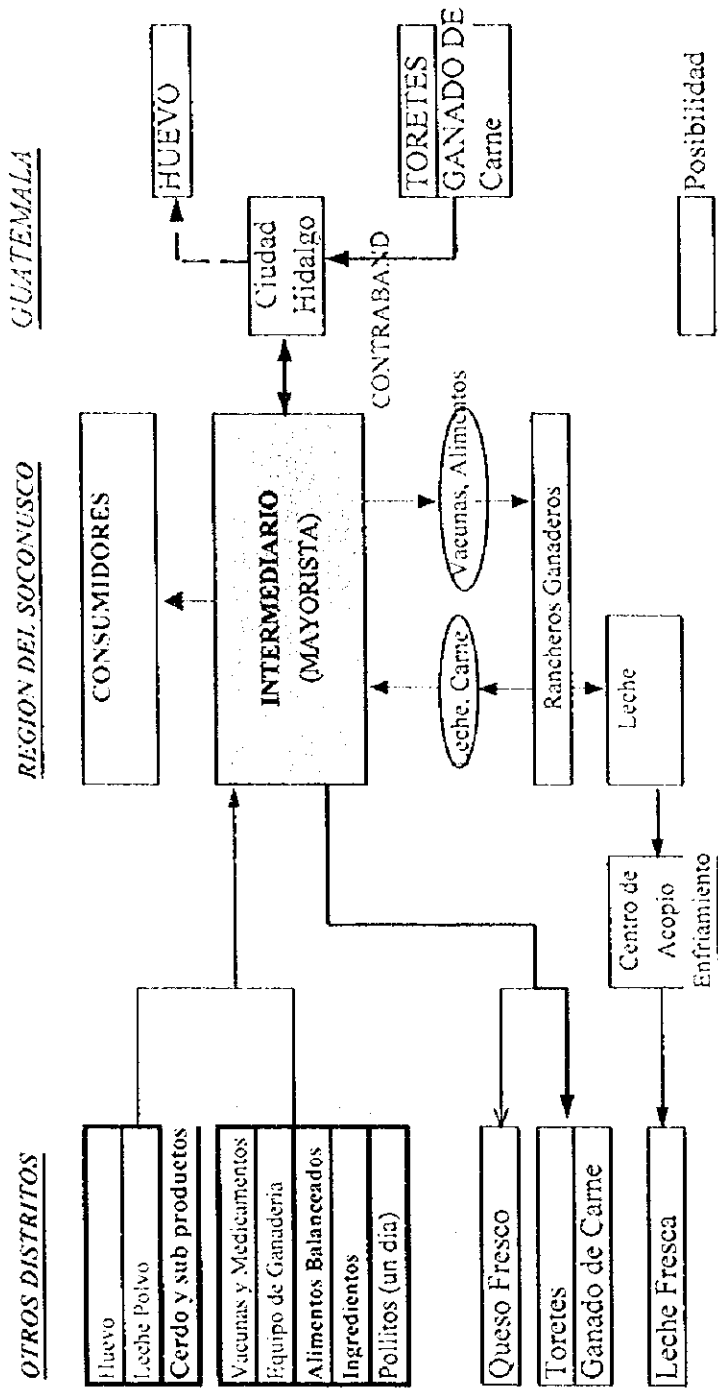 OTROS DISTRITOS
REGION DEL SOCONUSCO
GUATEMALA
Huevo
Leche Polvo
Cerdo y sub productos
Vacunas y Medicamentos
Equipo de Ganaderia
Alimentos Balanceados
Ingredientes
Pollitos (un dia)
Queso Fresco
Toretes
Ganado de Carne
Leche Fresca
CONSUMIDORES
INTERMEDIARIO
(MAYORISTA)
Leche, Carne
Vacunas, Alimentos
Rancheros Ganaderos
Leche
Centro de
Acopio
Enfriamiento
HUEVO
Ciudad
Hidalgo
CONTRABAND
TORETES
GANADO DE
Carne
Posibilidad